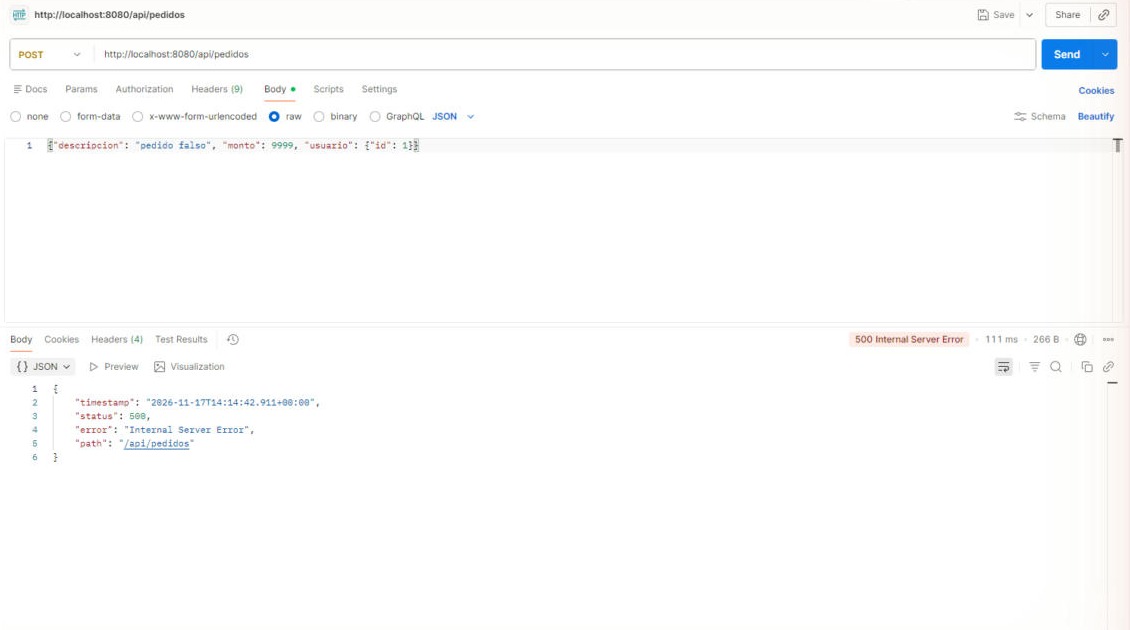 HTTP http://localhost:8080/api/pedidos Save Share
POST http://localhost:8080/api/pedidos Send
Docs Params Authorization Headers (9) Body Scripts Settings Cookies
none form-data x-www-form-urlencoded raw binary GraphQL JSON Schema Beautify
1 {"descripcion": "pedido falso", "monto": 9999, "usuario": {"id": 1}}
Body Cookies Headers (4) Test Results 500 Internal Server Error 111 ms 266 B
{} JSON Preview Visualization
1 {
2 "timestamp": "2026-11-17T14:14:42.911+00:00",
3 "status": 500,
4 "error": "Internal Server Error",
5 "path": "/api/pedidos"
6 }